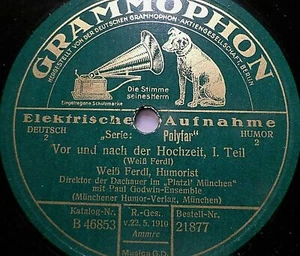 GRAMMOPHON
HERGESTELLT VON DER DEUTSCHEN GRAMMOPHON-AKTIENGESELLSCHAFT, BERLIN
Die Stimme
seines Herrn
Eingetragene Schutzmarke
Elektrische Aufnahme
DEUTSCH
2
„Serie: Polyfar"
HUMOR
2
Vor und nach der Hochzeit, I. Teil
(Weiß Ferdl)
Weiß Ferdl, Humorist
Direktor der Dachauer im „Platzl" München"
mit Paul Godwin-Ensemble
(Münchener Humor-Verlag, München)
Katalog-Nr.
B 46853
R.-Ges.
v. 22. 5. 1910
Ammre
Bestell-Nr.
21877